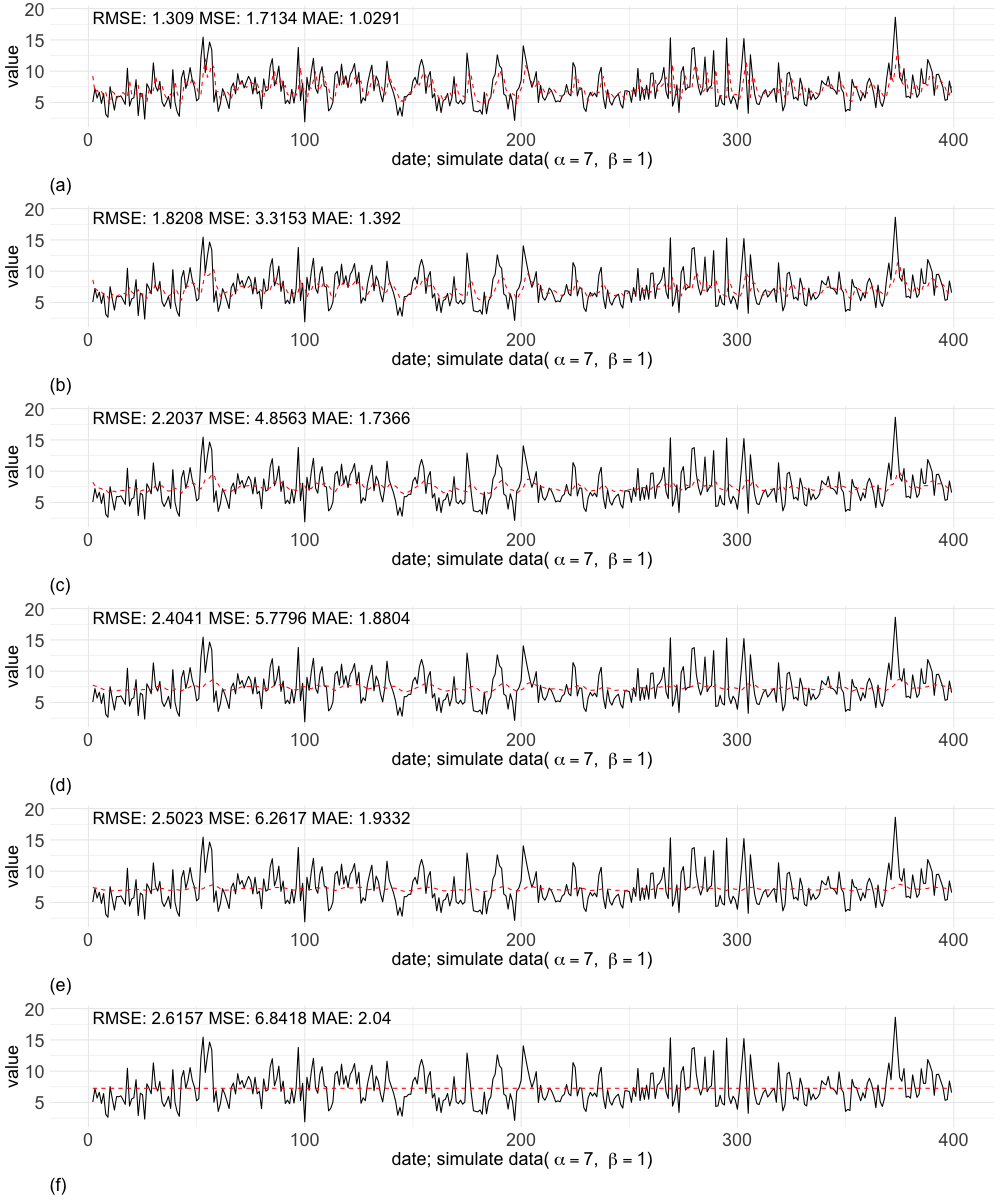 RMSE: 1.309 MSE: 1.7134 MAE: 1.0291
20
15
10
5
value
0 100 200 300 400
date; simulate data( α = 7, β = 1)
(a)
RMSE: 1.8208 MSE: 3.3153 MAE: 1.392
20
15
10
5
value
0 100 200 300 400
date; simulate data( α = 7, β = 1)
(b)
RMSE: 2.2037 MSE: 4.8563 MAE: 1.7366
20
15
10
5
value
0 100 200 300 400
date; simulate data( α = 7, β = 1)
(c)
RMSE: 2.4041 MSE: 5.7796 MAE: 1.8804
20
15
10
5
value
0 100 200 300 400
date; simulate data( α = 7, β = 1)
(d)
RMSE: 2.5023 MSE: 6.2617 MAE: 1.9332
20
15
10
5
value
0 100 200 300 400
date; simulate data( α = 7, β = 1)
(e)
RMSE: 2.6157 MSE: 6.8418 MAE: 2.04
20
15
10
5
value
0 100 200 300 400
date; simulate data( α = 7, β = 1)
(f)